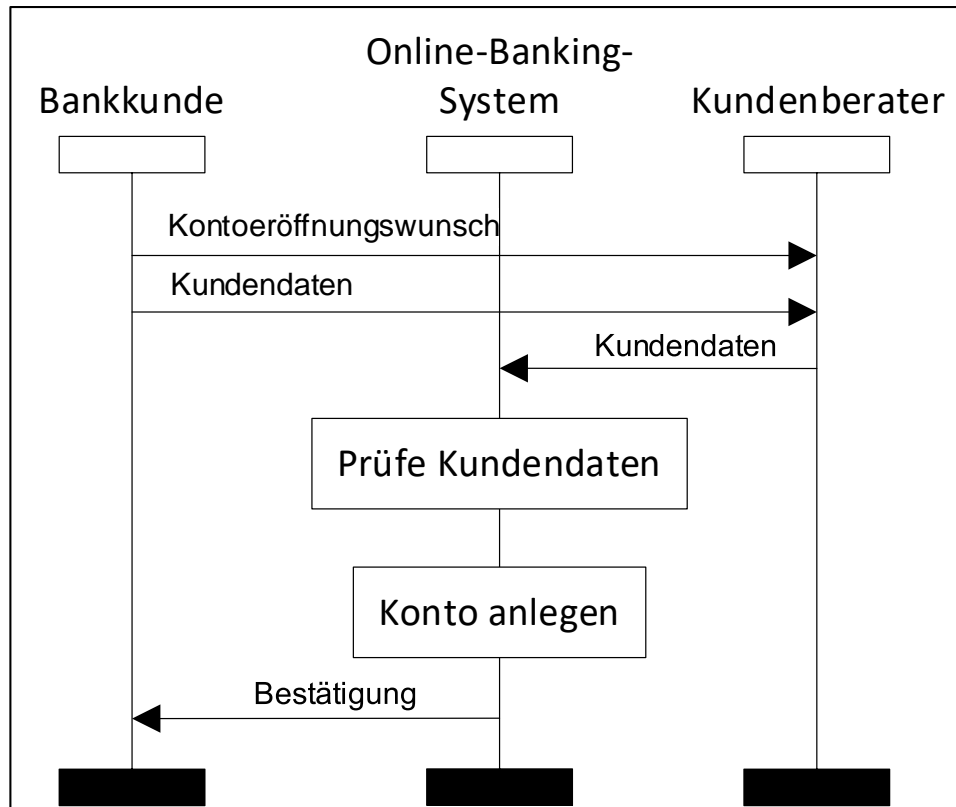 Online-Banking-
Bankkunde System Kundenberater
Kontoeröffnungswunsch
Kundendaten
Kundendaten
Prüfe Kundendaten
Konto anlegen
Bestätigung